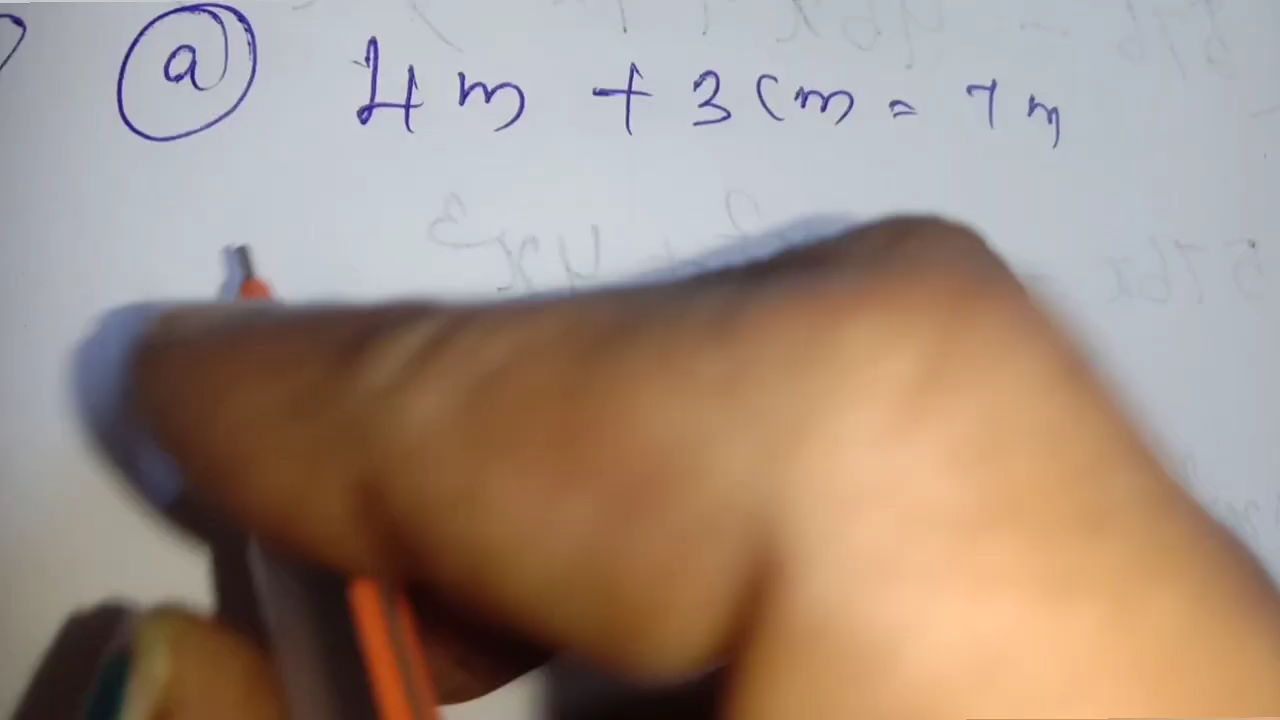 a 4m + 3cm = 7m